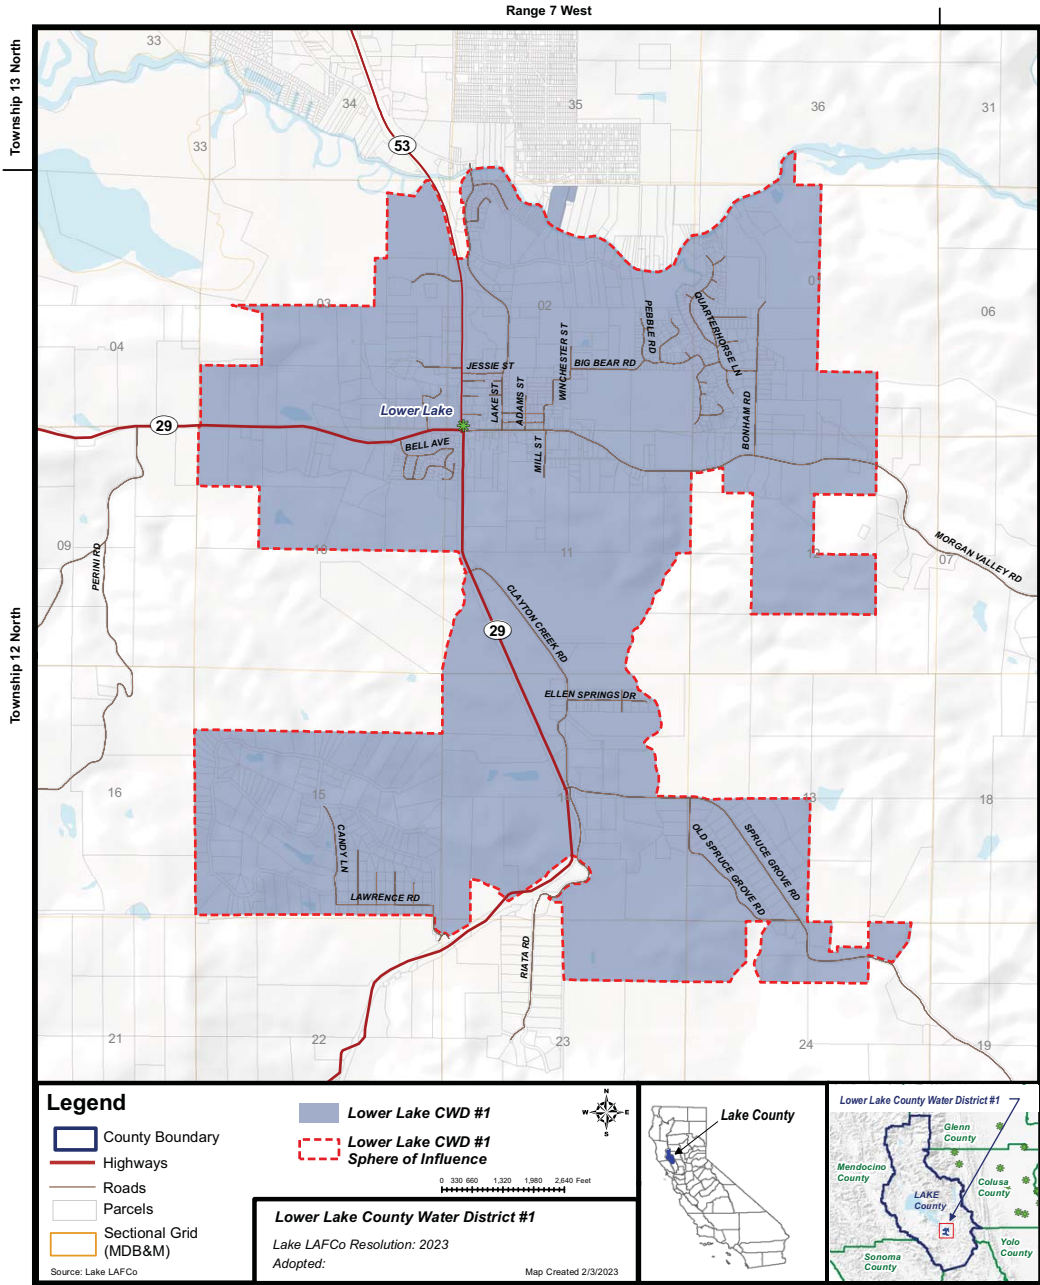 Range 7 West
Township 13 North
Township 12 North
33
34
35
36
31
33
53
03
02
0
06
04
PEBBLE RD
QUARTERHORSE LN
WINCHESTER ST
BIG BEAR RD
JESSIE ST
LAKE ST
ADAMS ST
Lower Lake
29
BELL AVE
MILL ST
BONHAM RD
09
10
11
12
07
PERINI RD
MORGAN VALLEY RD
CLAYTON CREEK RD
29
ELLEN SPRINGS DR
16
15
13
18
CANDY LN
LAWRENCE RD
OLD SPRUCE GROVE RD
SPRUCE GROVE RD
RIATA RD
21
22
23
24
19
Legend
County Boundary
Highways
Roads
Parcels
Sectional Grid
(MDB&M)
Source: Lake LAFCo
Lower Lake CWD #1
Lower Lake CWD #1
Sphere of Influence
N
W E
S
0 330 660 1,320 1,980 2,640 Feet
Lower Lake County Water District #1
Lake LAFCo Resolution: 2023
Adopted:
Map Created 2/3/2023
Lake County
Lower Lake County Water District #1
Glenn
County
Mendocino
County
Colusa
County
LAKE
County
Yolo
County
Sonoma
County